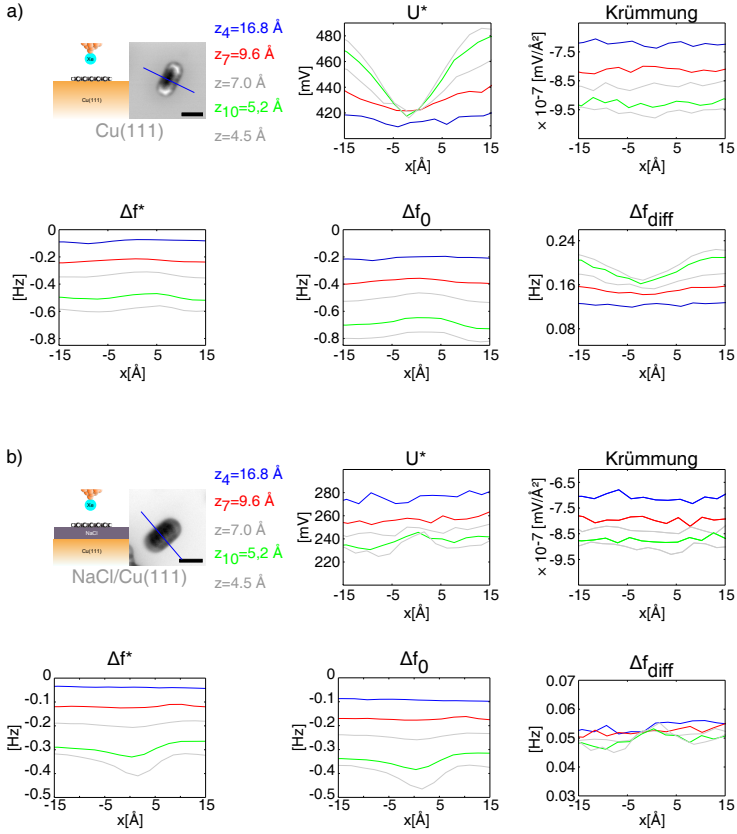 a)
Xe
Cu(111)
Cu(111)
z4=16.8 Å
z7=9.6 Å
z=7.0 Å
z10=5,2 Å
z=4.5 Å
U*
[mV]
480
460
440
420
-15 -5 5 15
x[Å]
Krümmung
× 10-7 [mV/Å²]
-7.5
-8.5
-9.5
-15 -5 5 15
x[Å]
Δf*
[Hz]
0
-0.2
-0.4
-0.6
-0.8
-15 -5 5 15
x[Å]
Δf0
[Hz]
0
-0.2
-0.4
-0.6
-0.8
-15 -5 5 15
x[Å]
Δfdiff
[Hz]
0.24
0.16
0.08
-15 -5 5 15
x[Å]
b)
Xe
NaCl
Cu(111)
NaCl/Cu(111)
z4=16.8 Å
z7=9.6 Å
z=7.0 Å
z10=5,2 Å
z=4.5 Å
U*
[mV]
280
260
240
220
-15 -5 5 15
x[Å]
Krümmung
× 10-7 [mV/Å²]
-6.5
-7.5
-8.5
-9.5
-15 -5 5 15
x[Å]
Δf*
[Hz]
0
-0.1
-0.2
-0.3
-0.4
-0.5
-15 -5 5 15
x[Å]
Δf0
[Hz]
0
-0.1
-0.2
-0.3
-0.4
-0.5
-15 -5 5 15
x[Å]
Δfdiff
[Hz]
0.07
0.06
0.05
0.04
0.03
-15 -5 5 15
x[Å]